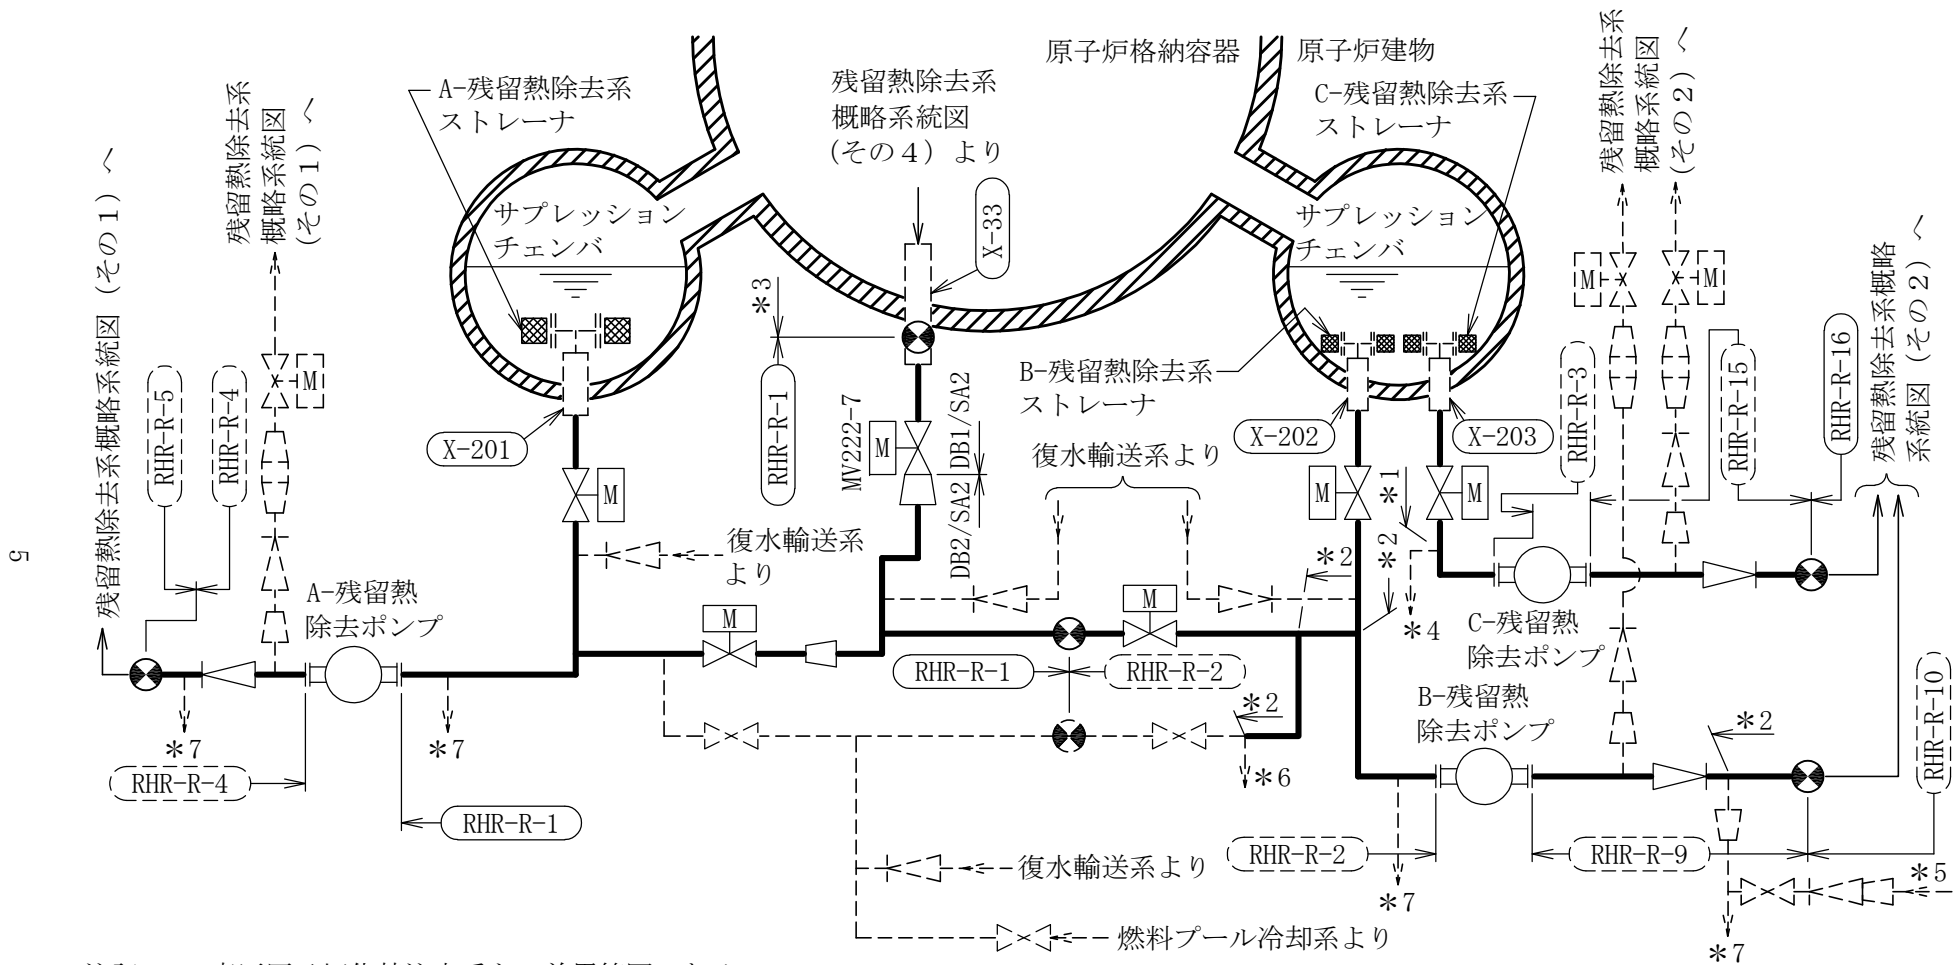 原子炉格納容器
原子炉建物
A-残留熱除去系
ストレーナ
残留熱除去系
概略系統図
(その4)より
C-残留熱除去系
ストレーナ
残留熱除去系
概略系統図
(その1)へ
残留熱除去系
概略系統図
(その2)へ
残留熱除去系概略系統図(その1)へ
残留熱除去系概略
系統図(その2)へ
サプレッション
チェンバ
サプレッション
チェンバ
X-33
*3
M
M
M
RHR-R-5
RHR-R-4
RHR-R-1
MV222-7
M
DB1/SA2
DB2/SA2
B-残留熱除去系
ストレーナ
RHR-R-3
RHR-R-15
RHR-R-16
X-201
X-202
X-203
復水輸送系より
M
M
M
*1
*2
復水輸送系
より
*2
*4
5
A-残留熱
除去ポンプ
M
M
C-残留熱
除去ポンプ
RHR-R-1
RHR-R-2
B-残留熱
除去ポンプ
*7
*7
*2
*2
*6
RHR-R-10
RHR-R-4
RHR-R-1
RHR-R-2
RHR-R-9
復水輸送系より
*7
*5
燃料プール冷却系より
*7